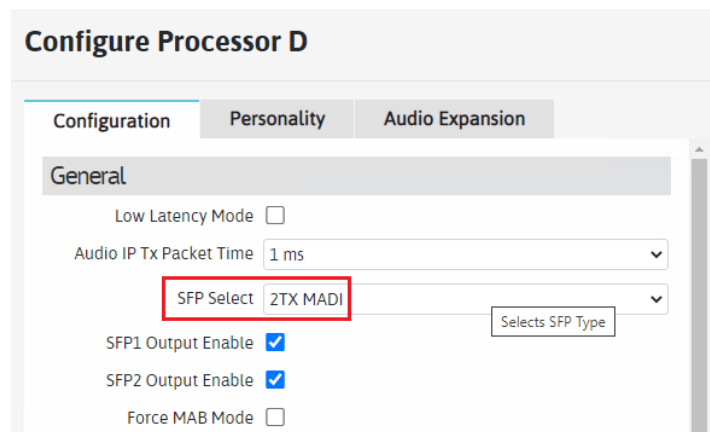 Configure Processor D
Configuration Personality Audio Expansion
General
Low Latency Mode
Audio IP Tx Packet Time 1 ms
SFP Select 2TX MADI
Selects SFP Type
SFP1 Output Enable
SFP2 Output Enable
Force MAB Mode